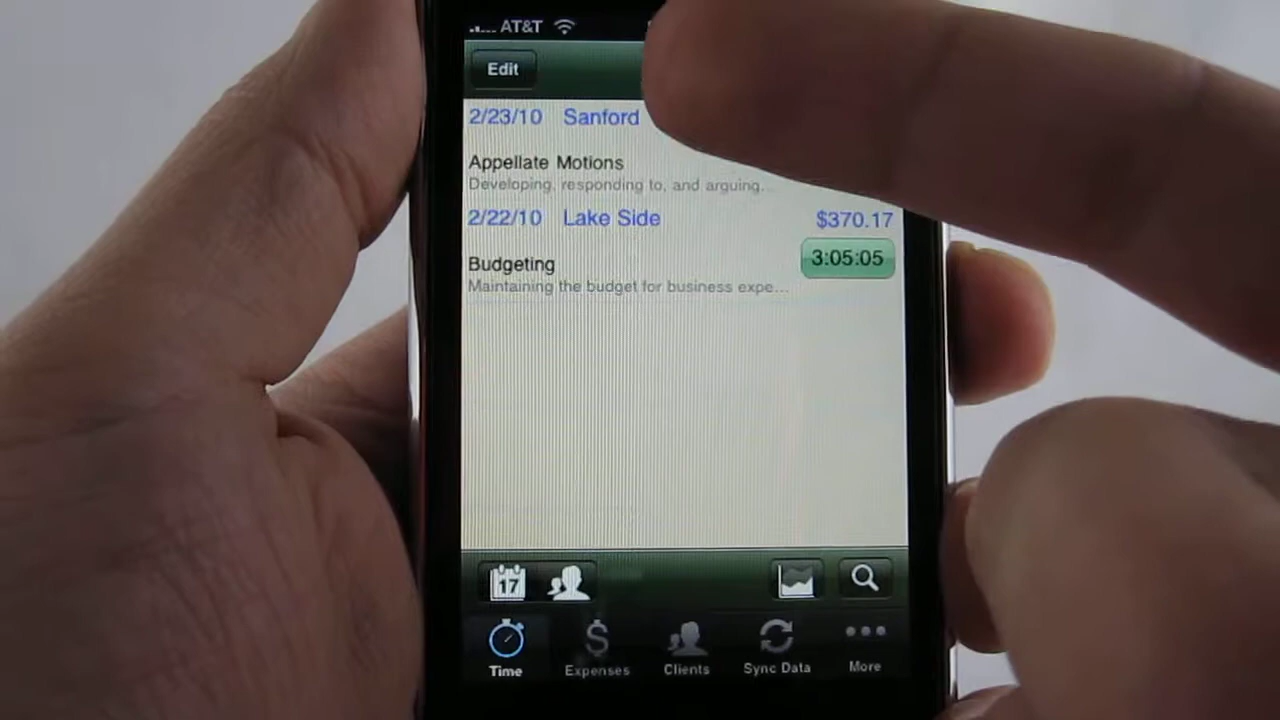 AT&T
Edit
2/23/10 Sanford
Appellate Motions
Developing, responding to, and arguing...
2/22/10 Lake Side $370.17
Budgeting 3:05:05
Maintaining the budget for business expe...
17
Time Expenses Clients Sync Data More